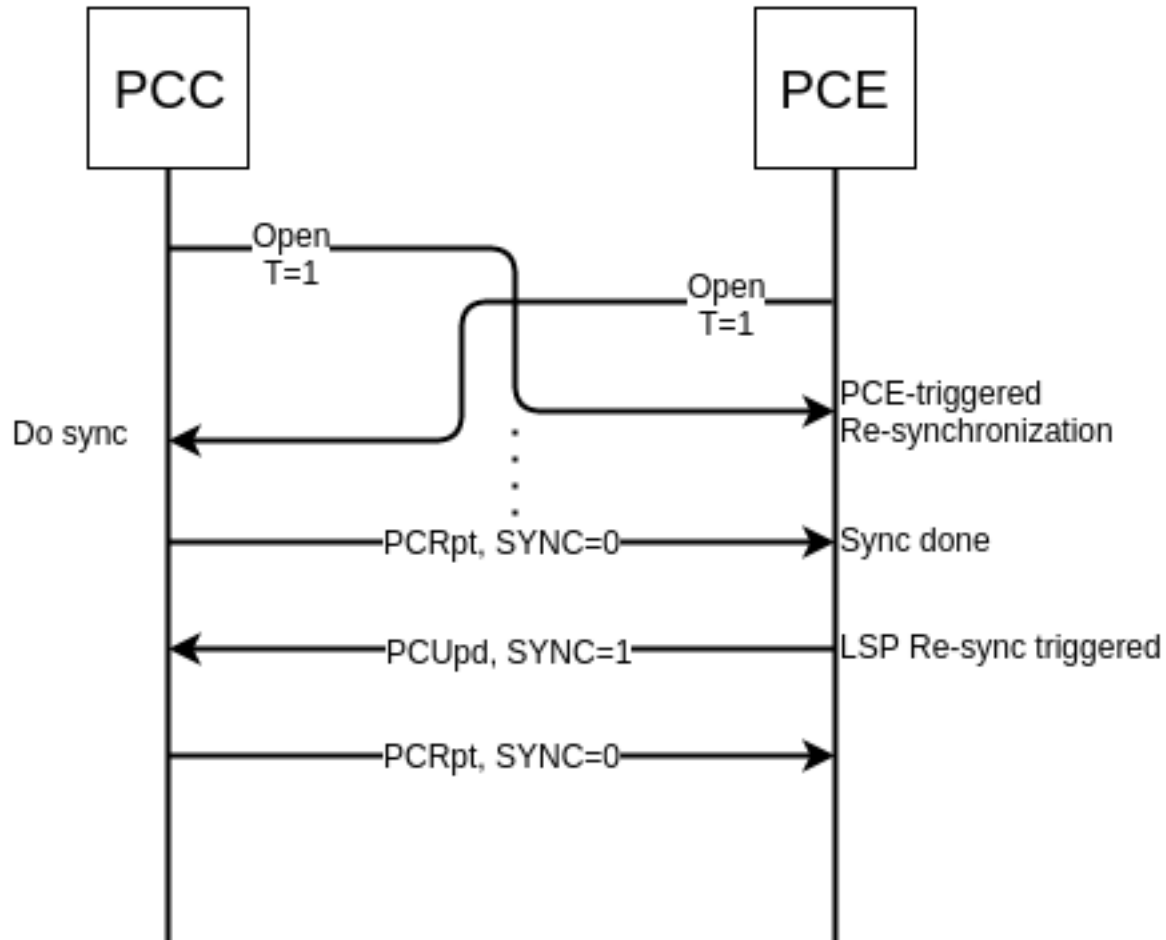 PCC
PCE
Open
T=1
Open
T=1
PCE-triggered
Re-synchronization
Do sync
PCRpt, SYNC=0
Sync done
PCUpd, SYNC=1
LSP Re-sync triggered
PCRpt, SYNC=0